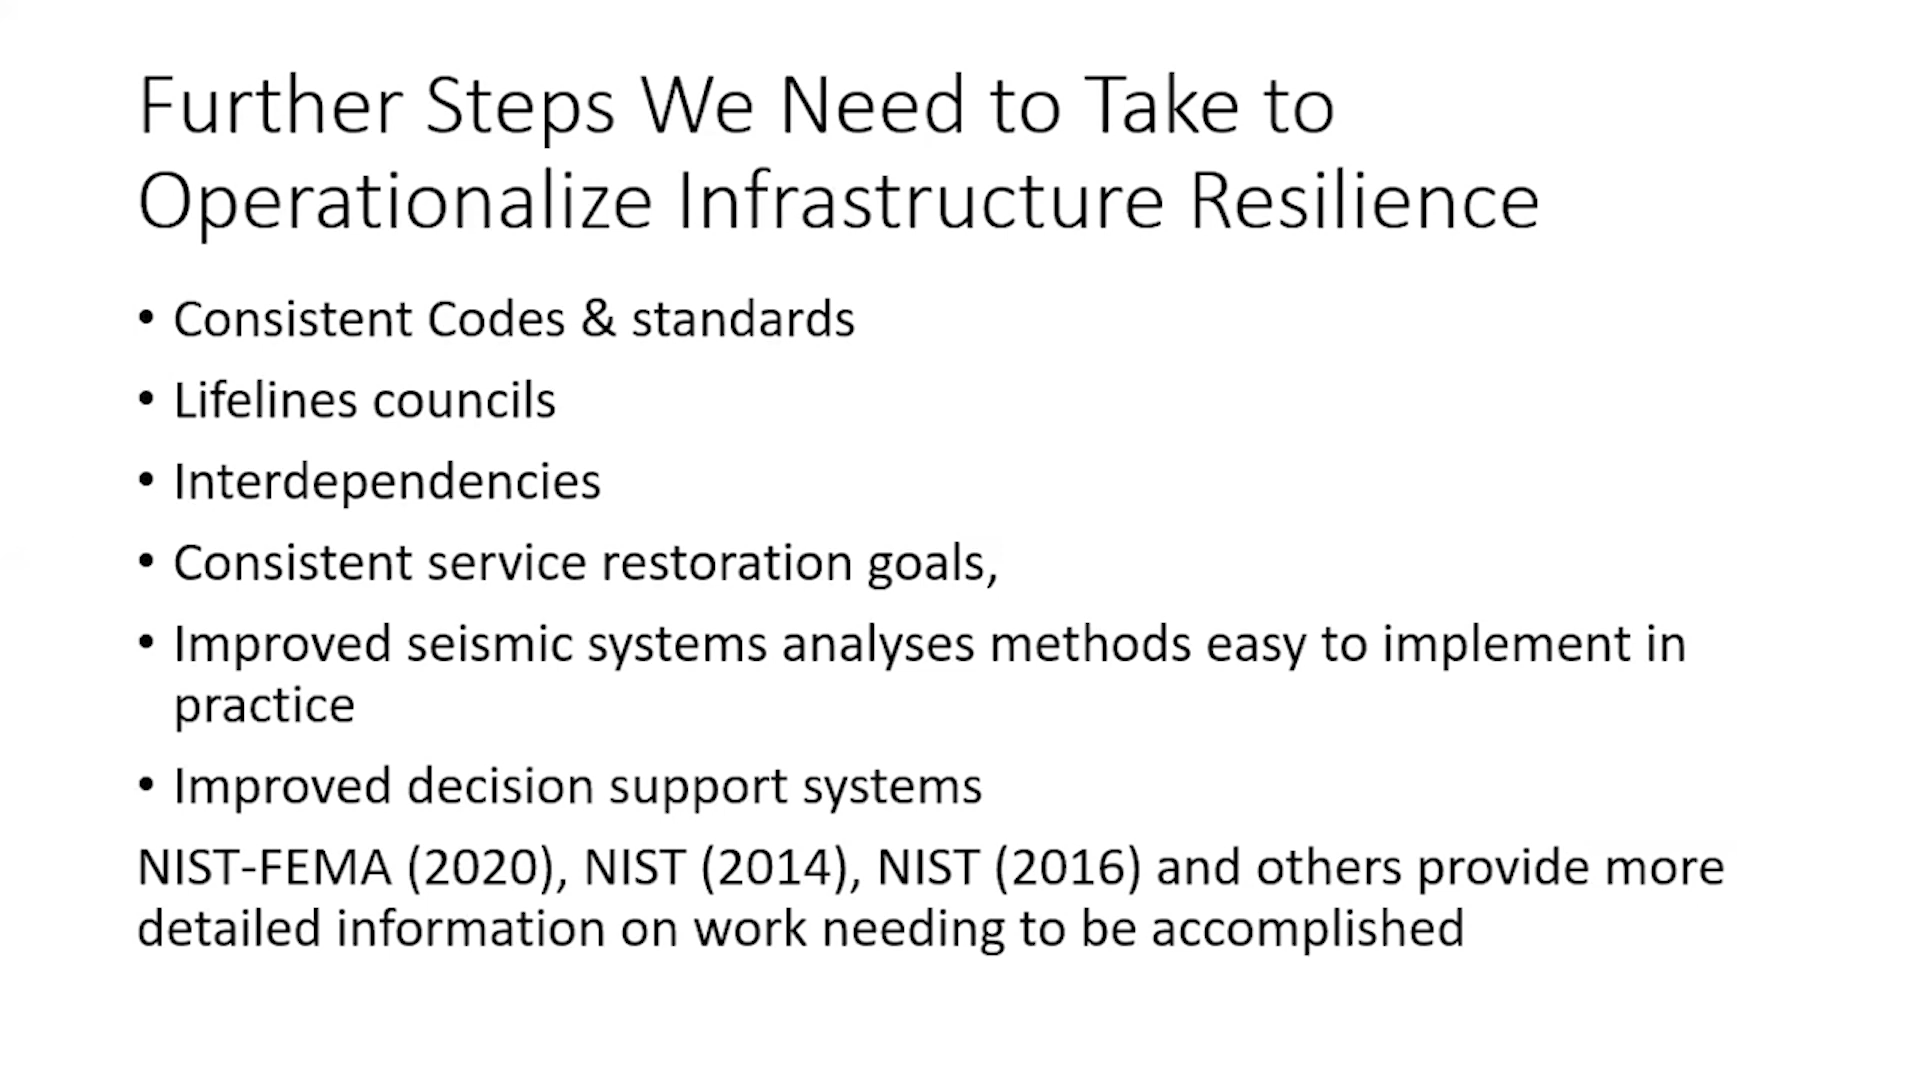 Further Steps We Need to Take to
Operationalize Infrastructure Resilience
• Consistent Codes & standards
• Lifelines councils
• Interdependencies
• Consistent service restoration goals,
• Improved seismic systems analyses methods easy to implement in
practice
• Improved decision support systems
NIST-FEMA (2020), NIST (2014), NIST (2016) and others provide more
detailed information on work needing to be accomplished